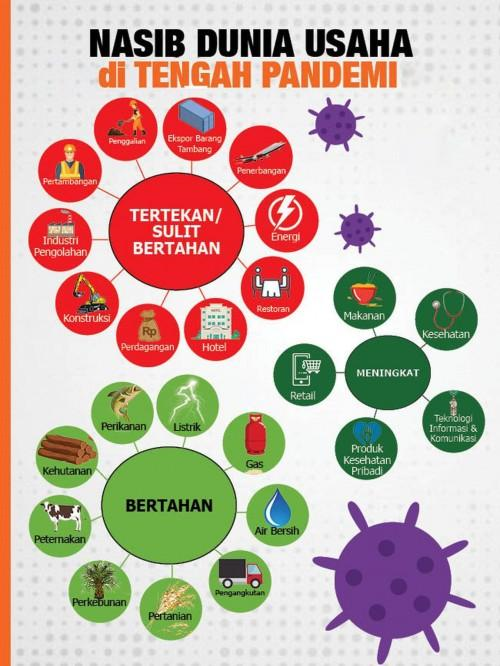 NASIB DUNIA USAHA
di TENGAH PANDEMI
Penggalian
Ekspor Barang
Tambang
Penerbangan
Pertambangan
TERTEKAN/
SULIT
BERTAHAN
Energi
Industri
Pengolahan
Restoran
Konstruksi
Rp
Perdagangan
HOTEL
Hotel
Makanan
Kesehatan
MENINGKAT
Retail
Teknologi
Informasi &
Komunikasi
Produk
Kesehatan
Pribadi
Perikanan
Listrik
Gas
Kehutanan
BERTAHAN
Peternakan
Air Bersih
Perkebunan
Pertanian
Pengangkutan